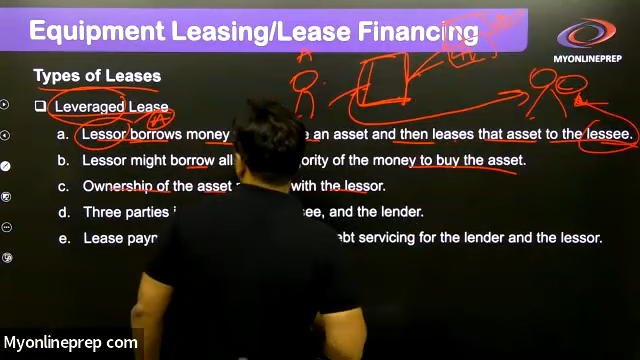 Equipment Leasing/Lease Financing
MYONLINEPREP
Types of Leases
Leveraged Lease
A
a. Lessor borrows money an asset and then leases that asset to the lessee.
b. Lessor might borrow all ority of the money to buy the asset.
c. Ownership of the asset with the lessor.
d. Three parties see, and the lender.
e. Lease payn bt servicing for the lender and the lessor.
Myonlineprep com